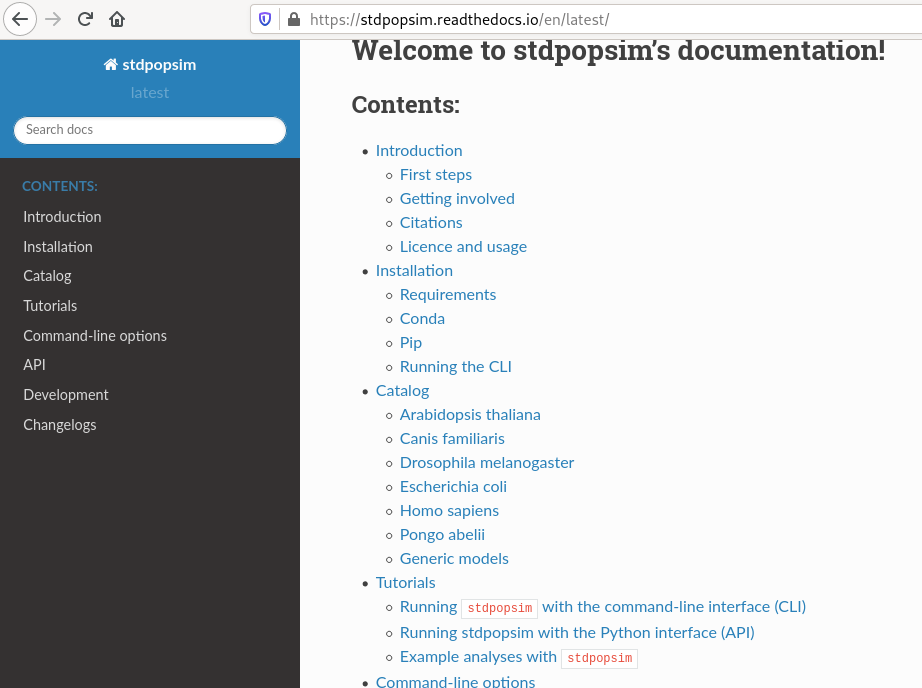 https://stdpopsim.readthedocs.io/en/latest/
stdpopsim
latest
Search docs
CONTENTS:
Introduction
Installation
Catalog
Tutorials
Command-line options
API
Development
Changelogs
Welcome to stdpopsim's documentation!
Contents:
Introduction
First steps
Getting involved
Citations
Licence and usage
Installation
Requirements
Conda
Pip
Running the CLI
Catalog
Arabidopsis thaliana
Canis familiaris
Drosophila melanogaster
Escherichia coli
Homo sapiens
Pongo abelii
Generic models
Tutorials
Running stdpopsim with the command-line interface (CLI)
Running stdpopsim with the Python interface (API)
Example analyses with stdpopsim
Command-line options